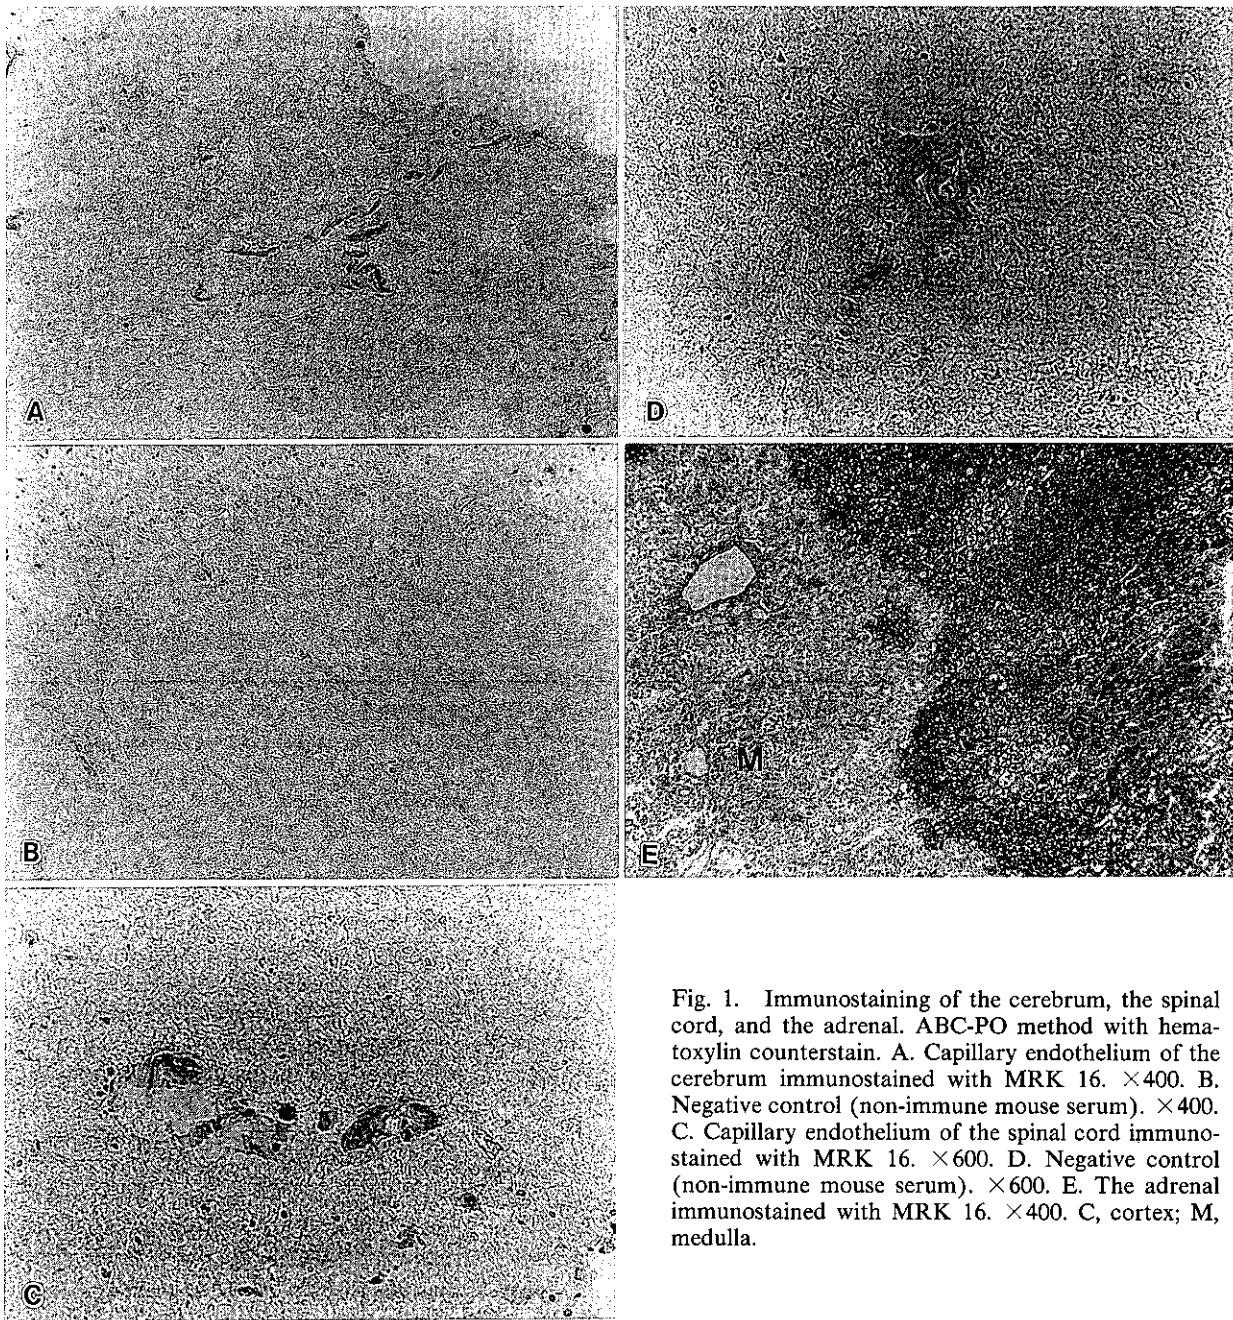 A
D
B
M
E
C
Fig. 1. Immunostaining of the cerebrum, the spinal
cord, and the adrenal. ABC-PO method with hema-
toxylin counterstain. A. Capillary endothelium of the
cerebrum immunostained with MRK 16. ×400. B.
Negative control (non-immune mouse serum). ×400.
C. Capillary endothelium of the spinal cord immuno-
stained with MRK 16. ×600. D. Negative control
(non-immune mouse serum). ×600. E. The adrenal
immunostained with MRK 16. ×400. C, cortex; M,
medulla.